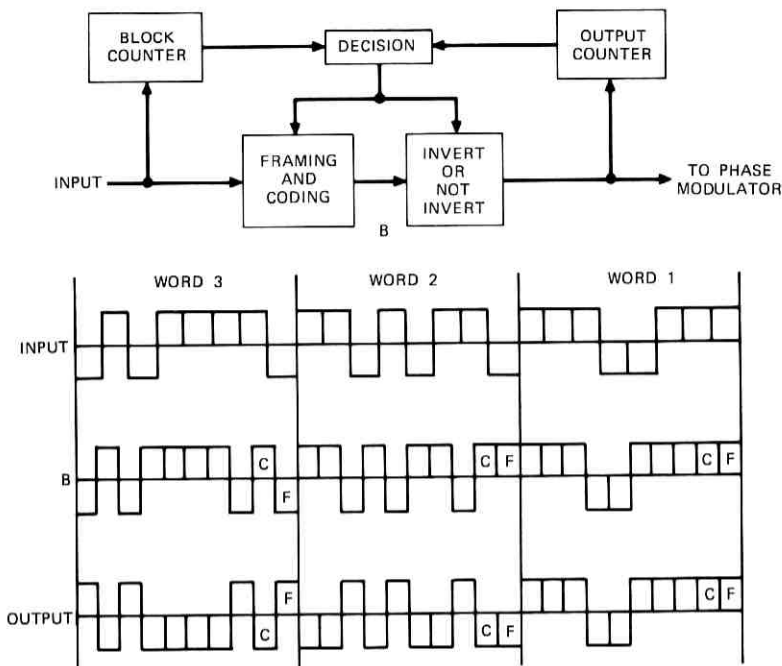 BLOCK
COUNTER
DECISION
OUTPUT
COUNTER
INPUT
FRAMING
AND
CODING
INVERT
OR
NOT
INVERT
TO PHASE
MODULATOR
B
WORD 3
WORD 2
WORD 1
INPUT
B
C
F
C F
C F
OUTPUT
F
C
C F
C F